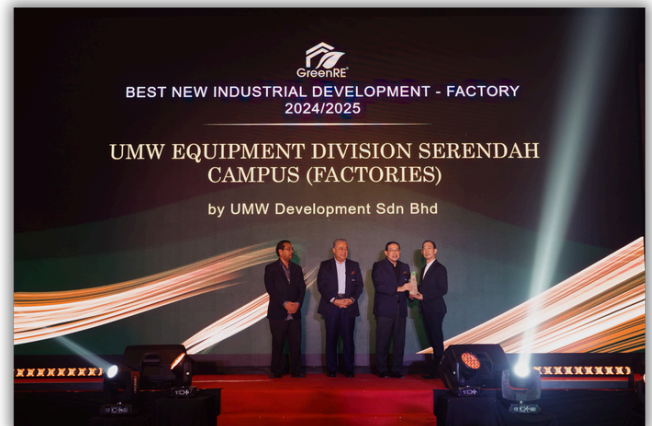 GreenRE
BEST NEW INDUSTRIAL DEVELOPMENT - FACTORY
2024/2025
UMW EQUIPMENT DIVISION SERENDAH
CAMPUS (FACTORIES)
by UMW Development Sdn Bhd